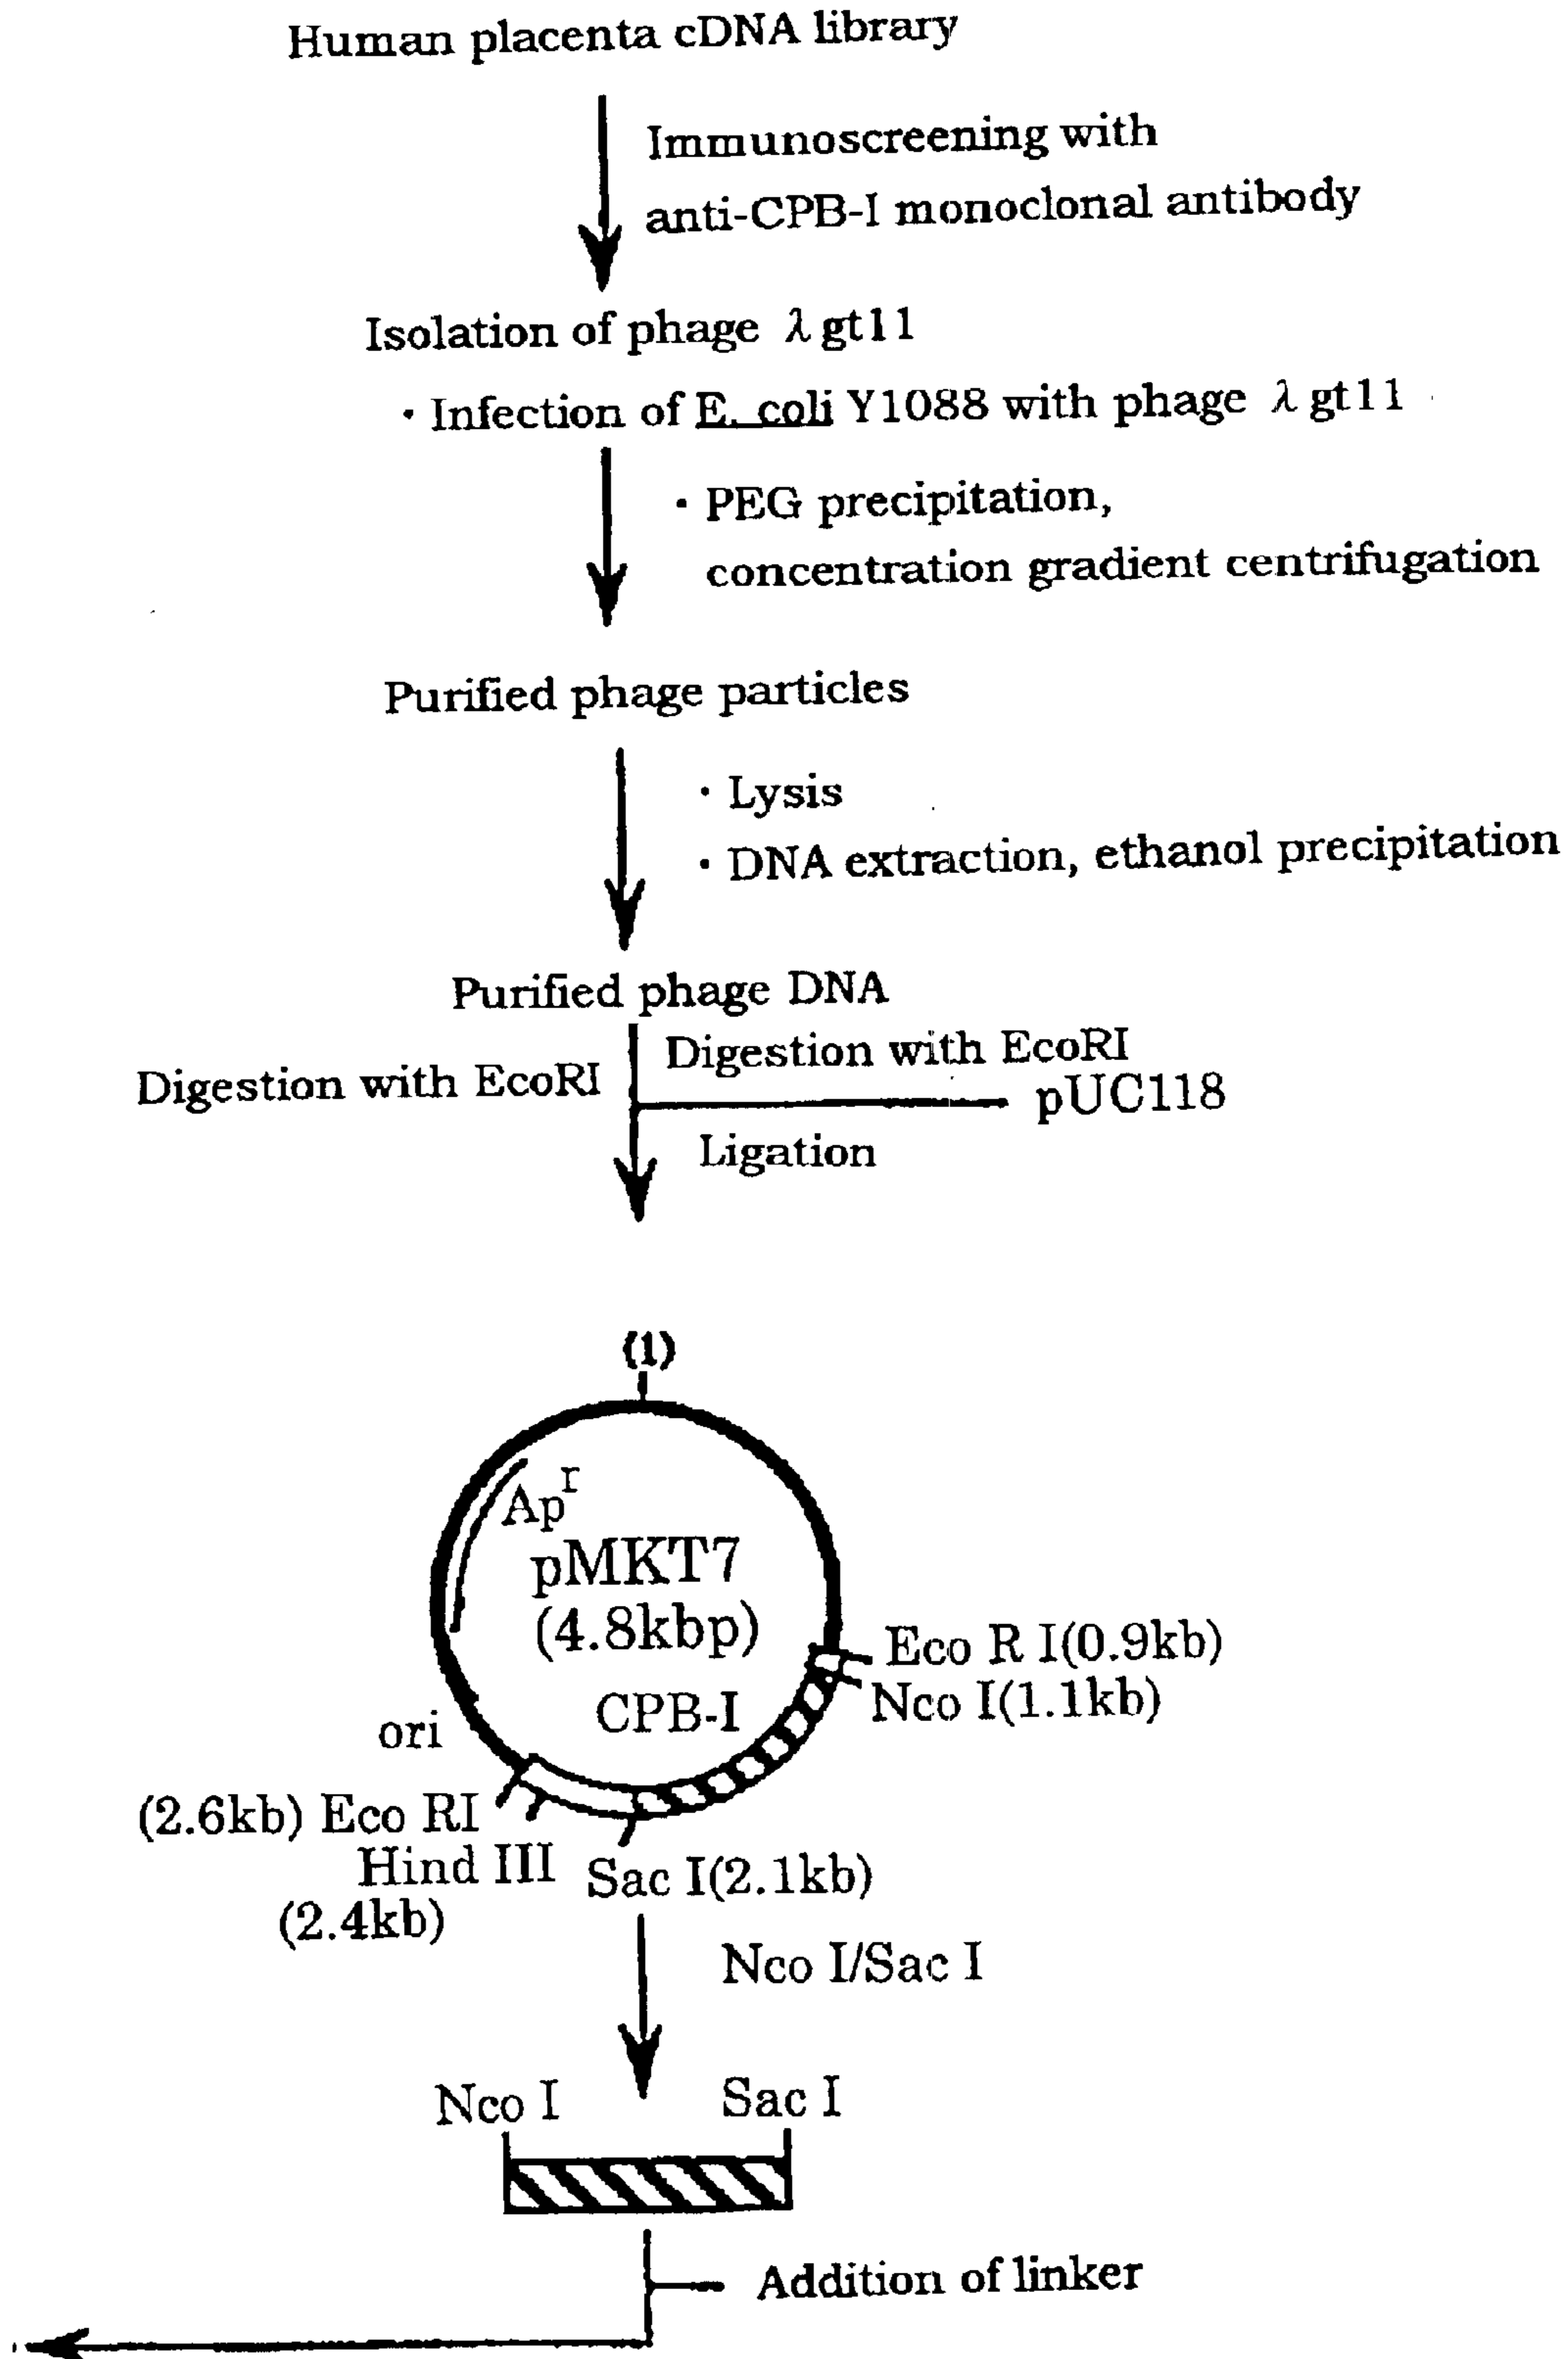 Human placenta cDNA library
Immunoscreening with
anti-CPB-I monoclonal antibody
Isolation of phage λ gt11
· Infection of E. coli Y1088 with phage λ gt11
· PEG precipitation,
concentration gradient centrifugation
Purified phage particles
· Lysis
· DNA extraction, ethanol precipitation
Purified phage DNA
Digestion with EcoRI
Digestion with EcoRI
pUC118
Ligation
(1)
Ap^r
pMKT7
(4.8kbp)
Eco R I(0.9kb)
Nco I(1.1kb)
CPB-I
ori
(2.6kb) Eco RI
Hind III
(2.4kb)
Sac I(2.1kb)
Nco I/Sac I
Nco I
Sac I
Addition of linker